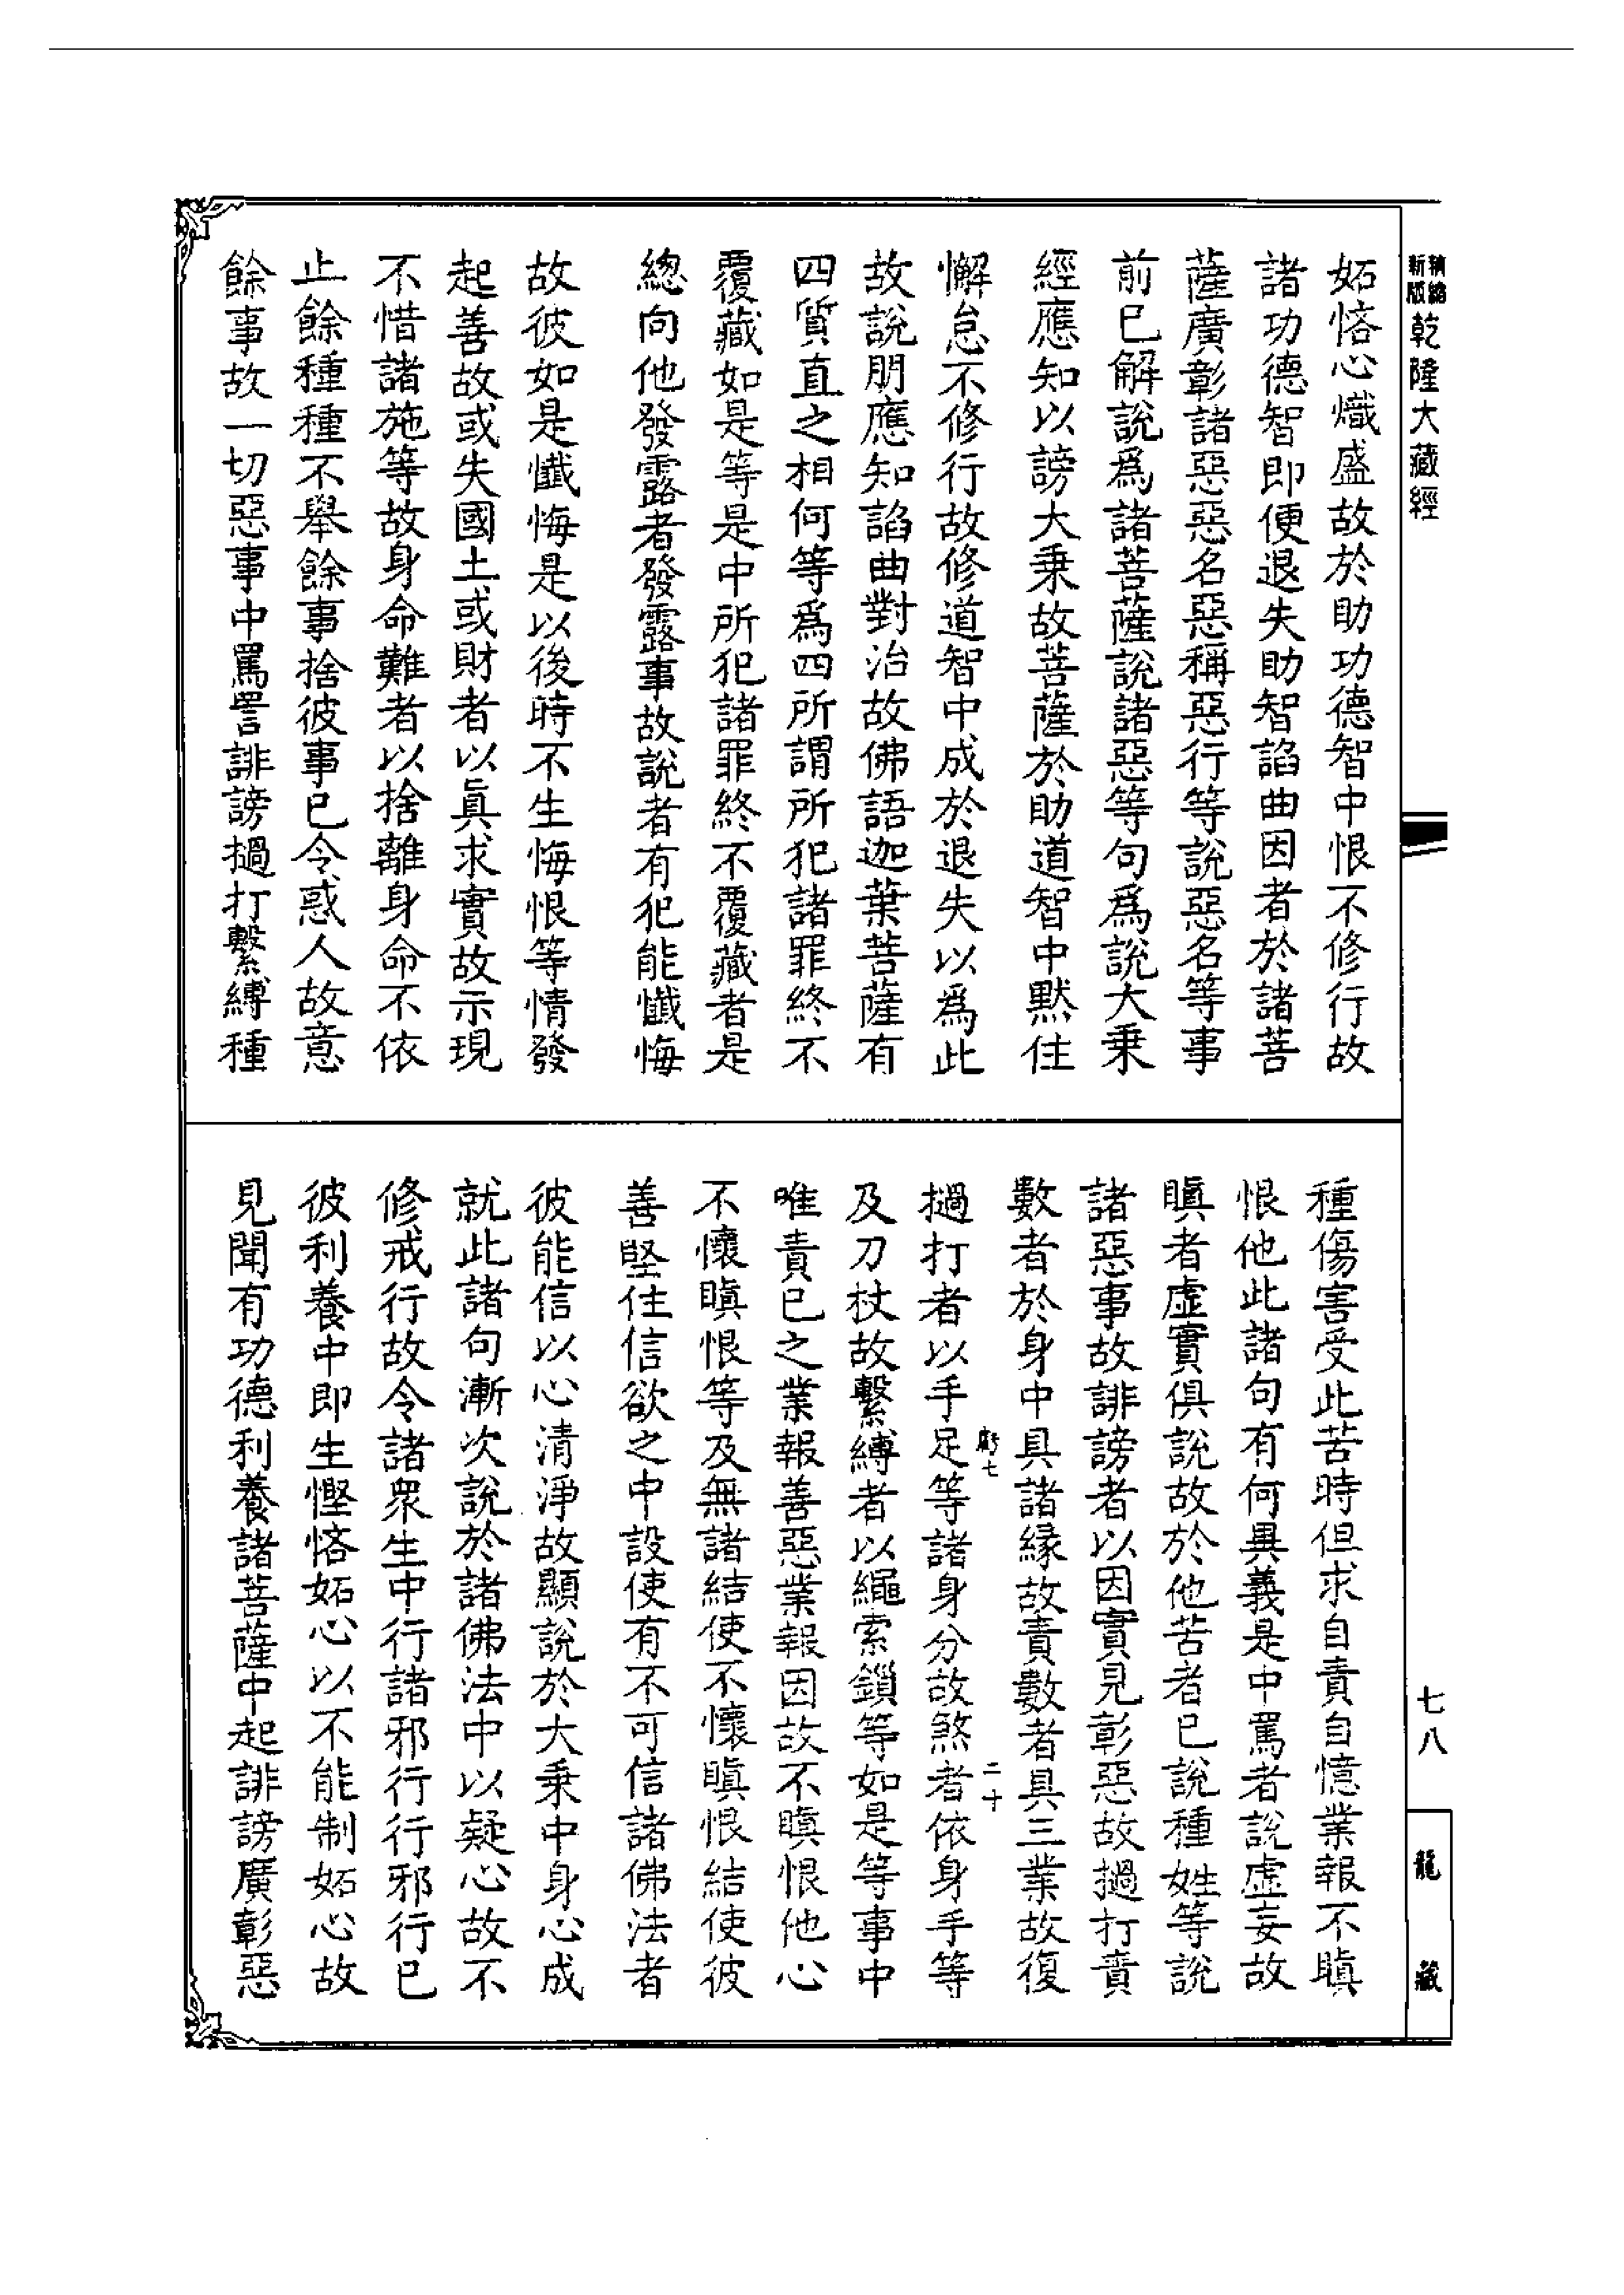 精縮
新版
乾隆大藏經
妬悋心熾盛故於助功德智中恨不修行故
諸功德智即便退失助智諂曲因者於諸菩
薩廣彰諸惡惡名惡稱惡行等說惡名等事
前已解說爲諸菩薩說諸惡等句爲說大乘
經應知以謗大乘故菩薩於助道智中默住
懈怠不修行故修道智中成於退失以爲此
故說朋應知諂曲對治故佛語迦葉菩薩有
四質直之相何等爲四所謂所犯諸罪終不
覆藏如是等是中所犯諸罪終不覆藏者是
總向他發露者發露事故說者有犯能懺悔
故彼如是懺悔是以後時不生悔恨等情發
起善故或失國土或財者以真求實故示現
不惜諸施等故身命難者以捨離身命不依
止餘種種不舉餘事捨彼事已令惑人故意
餘事故一切惡事中罵詈誹謗撾打繫縛種
種傷害受此苦時但求自責自憶業報不瞋
恨他此諸句有何異義是中罵者說虛妄故
瞋者虛實俱說故於他苦者已說種姓等說
諸惡事故誹謗者以因實見彰惡故撾打責
數者於身中具諸緣故責數者具三業故復
撾打者以手足等諸身分故煞者依身手等
及刀杖故繫縛者以繩索鎖等如是等事中
唯責已之業報善惡業報因故不瞋恨他心
不懷瞋恨等及無諸結使不懷瞋恨結使彼
善堅住信欲之中設使有不可信諸佛法者
彼能信以心清淨故顯說於大乘中身心成
就此諸句漸次說於諸佛法中以疑心故不
修戒行故令諸眾生中行諸邪行行邪行已
彼利養中即生慳悋妬心以不能制妬心故
見聞有功德利養諸菩薩中起誹謗廣彰惡
虧七
二十
七八
龍藏